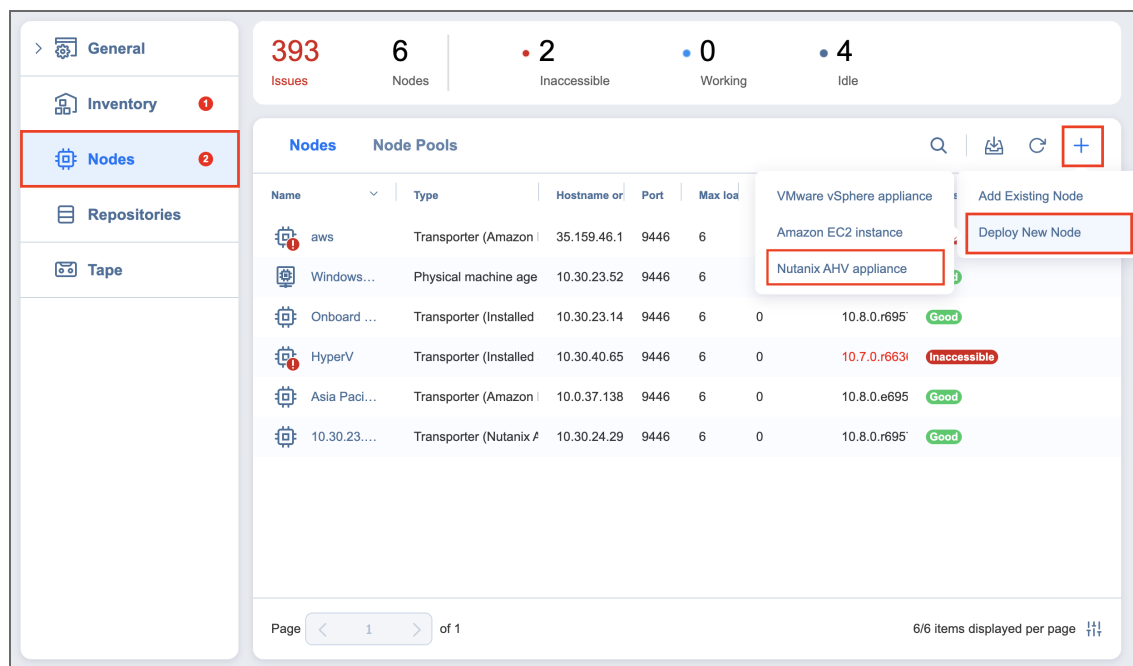 General
Inventory 1
Nodes 2
Repositories
Tape
393 6 2 0 4
Issues Nodes Inaccessible Working Idle
Nodes Node Pools
Name Type Hostname or Port Max loa
VMware vSphere appliance
Amazon EC2 instance
Nutanix AHV appliance
Add Existing Node
Deploy New Node
aws Transporter (Amazon 35.159.46.1 9446 6
Windows... Physical machine age 10.30.23.52 9446 6
Onboard ... Transporter (Installed 10.30.23.14 9446 6 0 10.8.0.r695 Good
HyperV Transporter (Installed 10.30.40.65 9446 6 0 10.7.0.r663 Inaccessible
Asia Paci... Transporter (Amazon 10.0.37.138 9446 6 0 10.8.0.e695 Good
10.30.23.... Transporter (Nutanix A 10.30.24.29 9446 6 0 10.8.0.r695 Good
Page 1 of 1
6/6 items displayed per page